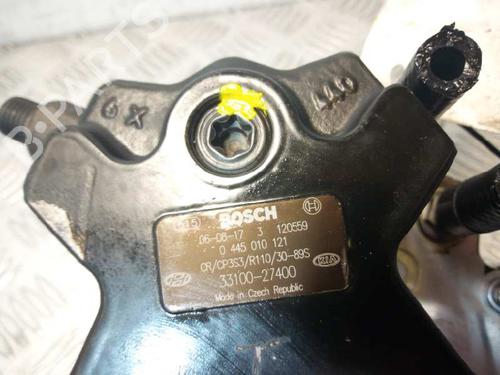 6 X
440
BOSCH
06-08-17 3 120559
0 445 010 121
CR/CP3S3/R110/30-89S
33100-27400
Made in Czech Republic
B-PARTS